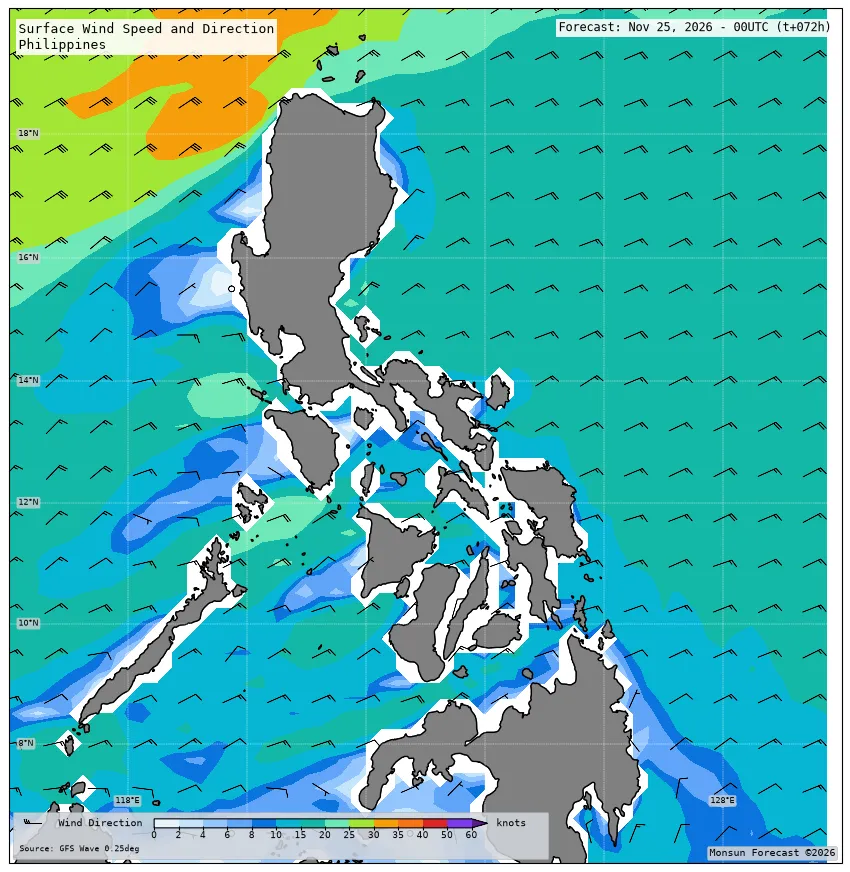 Surface Wind Speed and Direction
Philippines
Forecast: Nov 25, 2026 - 00UTC (t+072h)
18°N
16°N
14°N
12°N
10°N
8°N
118°E
128°E
Wind Direction
knots
0 2 4 6 8 10 15 20 25 30 35 40 50 60
Source: GFS Wave 0.25deg
Monsun Forecast ©2026